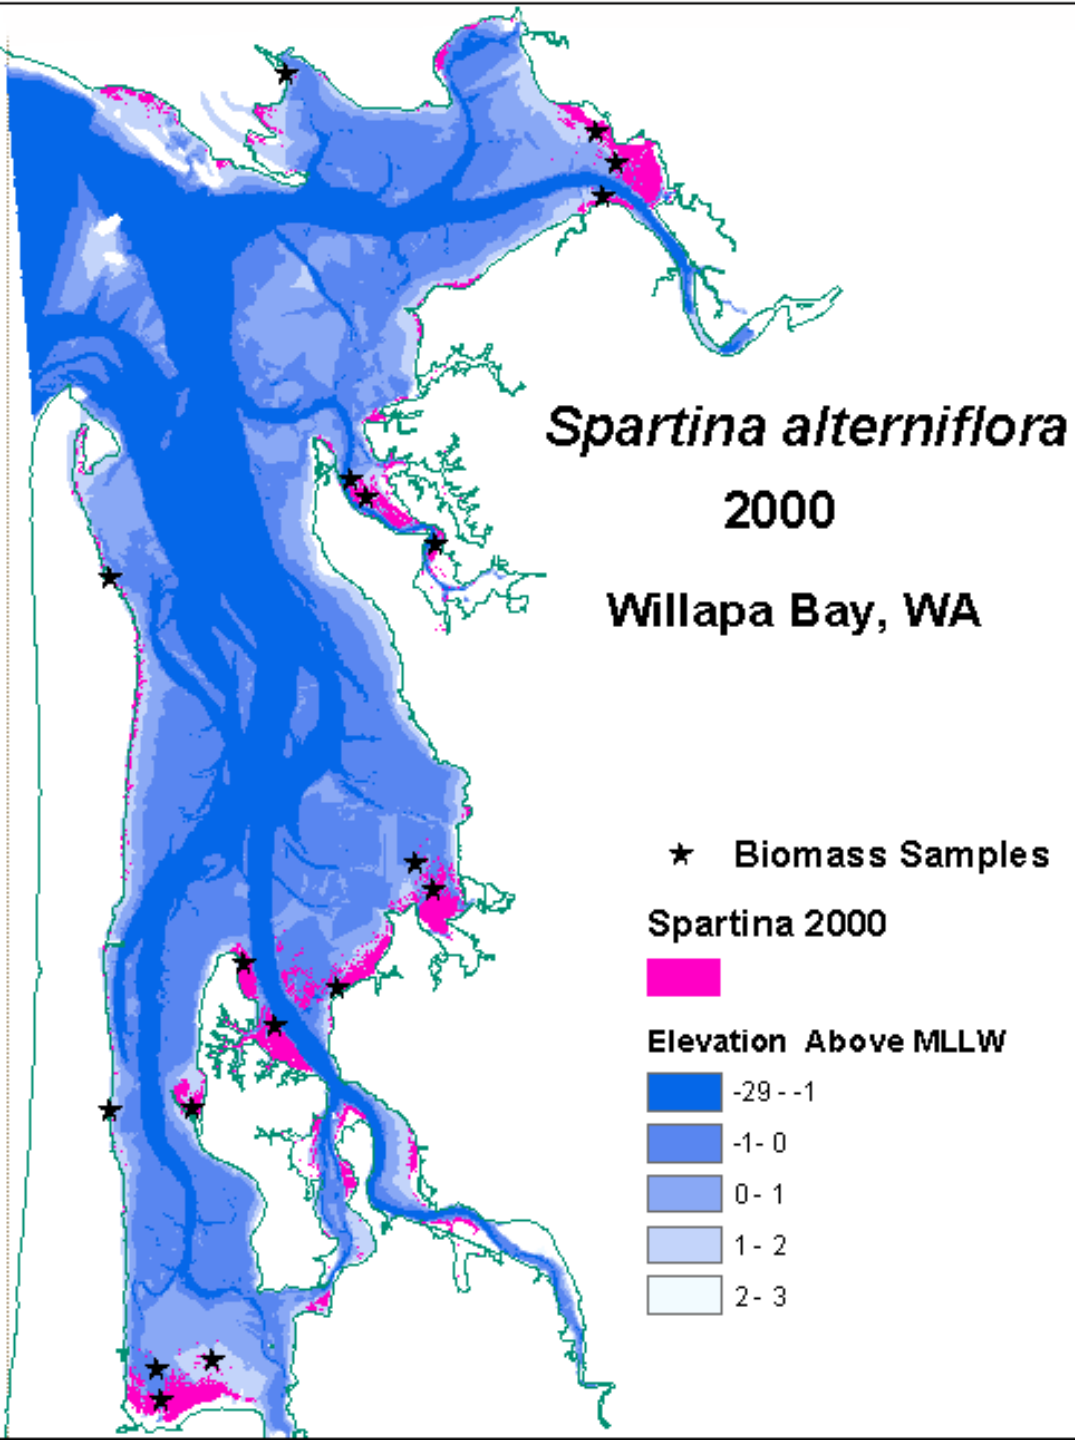 Spartina alterniflora
2000
Willapa Bay, WA
Biomass Samples
Spartina 2000
Elevation Above MLLW
-29 - -1
-1 - 0
0 - 1
1 - 2
2 - 3